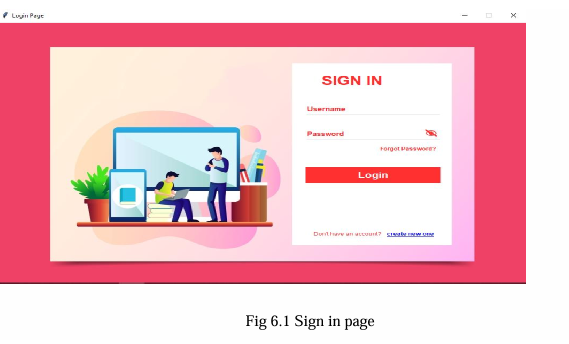 Login Page
SIGN IN
Username
Password
Forgot Password?
Login
Don't have an account? create new one
Fig 6.1 Sign in page